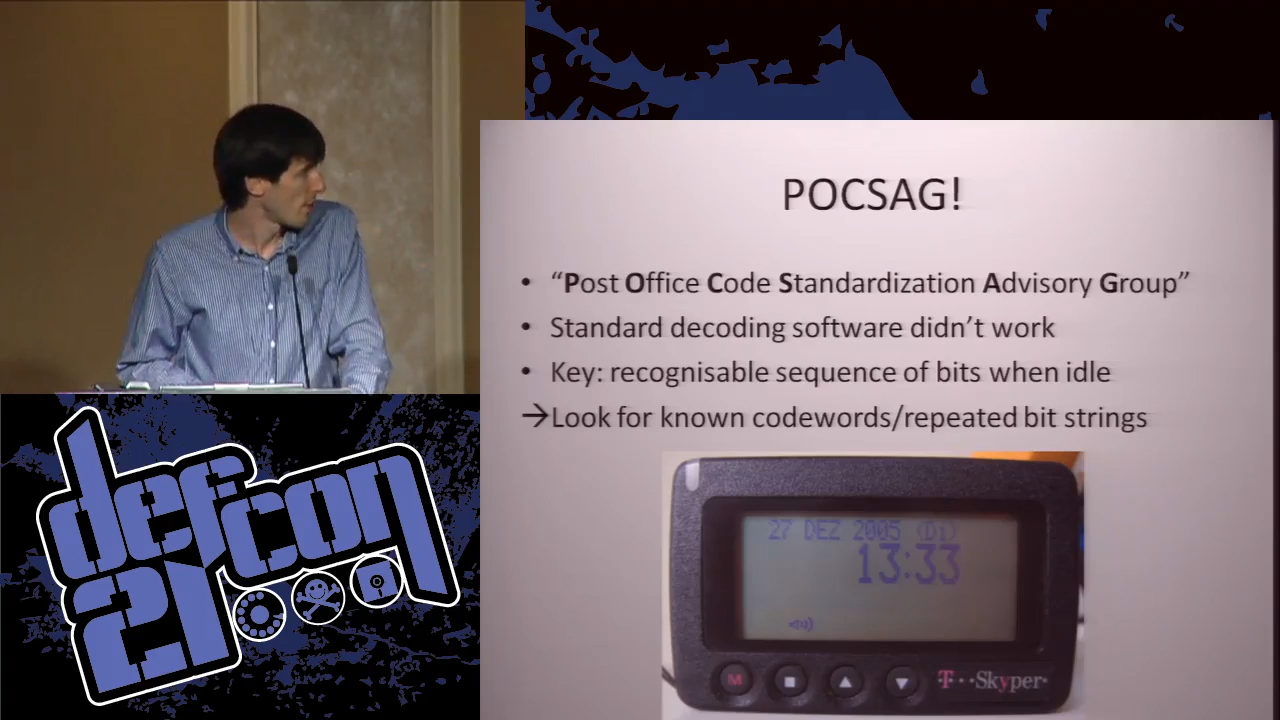 POCSAG!
• “Post Office Code Standardization Advisory Group”
• Standard decoding software didn’t work
• Key: recognisable sequence of bits when idle
→Look for known codewords/repeated bit strings
27 DEZ 2005 (Di)
13:33
M
T··Skyper·
defcon
21